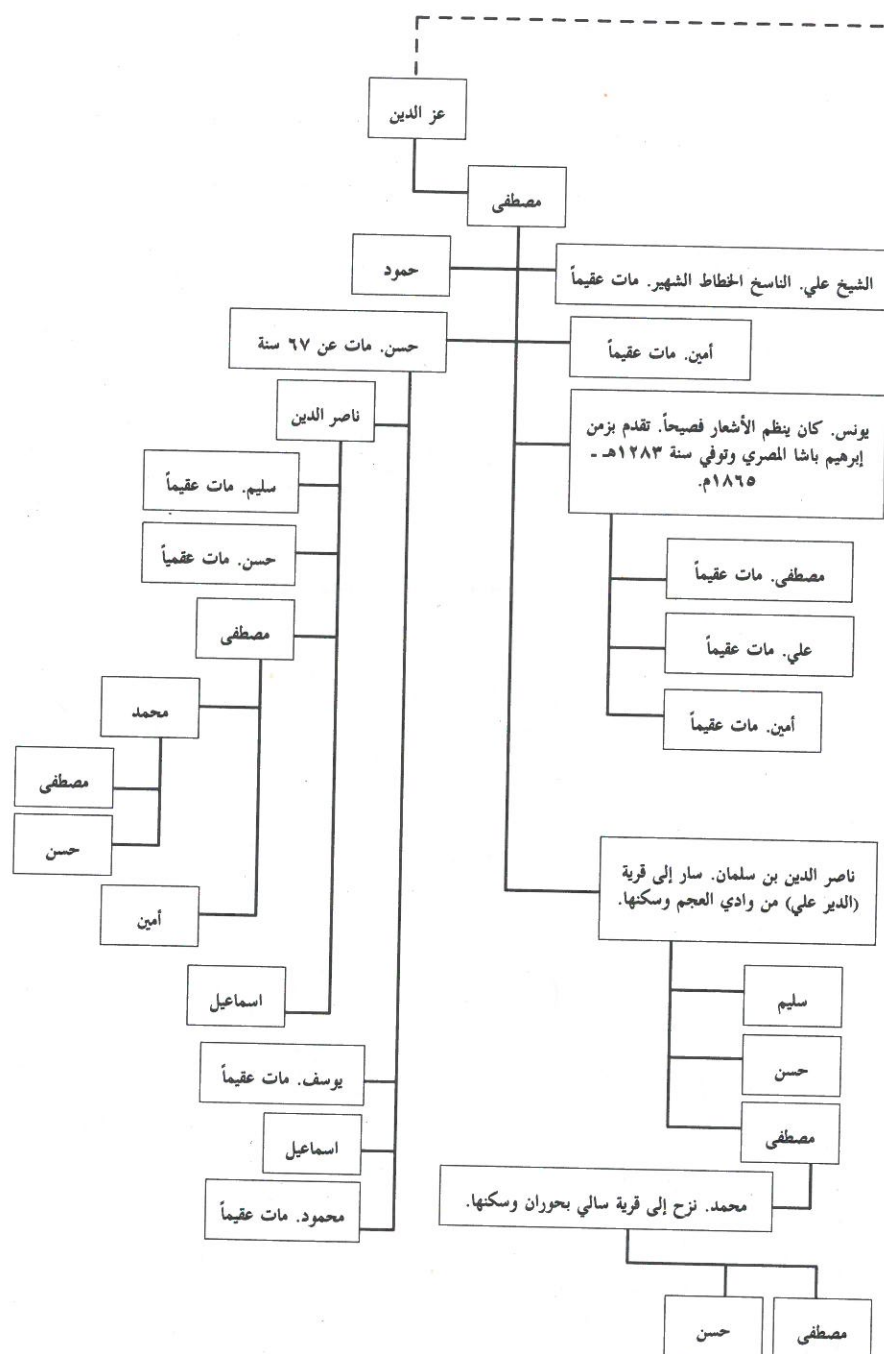 عز الدين
مصطفى
الشيخ علي. الناسخ الخطاط الشهير. مات عقيماً
حمود
أمين. مات عقيماً
حسن. مات عن ٦٧ سنة
يونس. كان ينظم الأشعار فصيحاً. تقدم بزمن
إبرهيم باشا المصري وتوفي سنة ١٢٨٣هـ -
١٨٦٥م.
مصطفى. مات عقيماً
علي. مات عقيماً
أمين. مات عقيماً
ناصر الدين
سليم. مات عقيماً
حسن. مات عقمياً
مصطفى
محمد
مصطفى
حسن
أمين
اسماعيل
يوسف. مات عقيماً
اسماعيل
محمود. مات عقيماً
ناصر الدين بن سلمان. سار إلى قرية
(الدير علي) من وادي العجم وسكنها.
سليم
حسن
مصطفى
محمد. نزح إلى قرية سالي بحوران وسكنها.
مصطفى
حسن